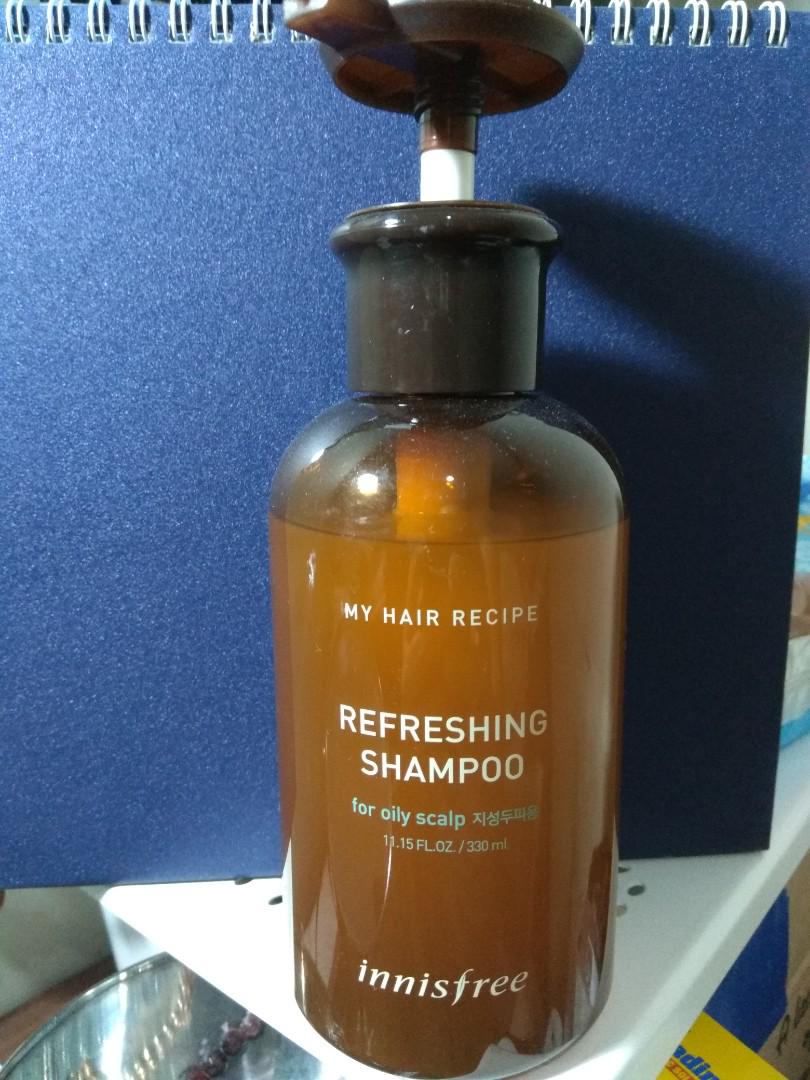 MY HAIR RECIPE
REFRESHING
SHAMPOO
for oily scalp 지성두피용
11.15 FL.OZ. / 330 ml
innisfree